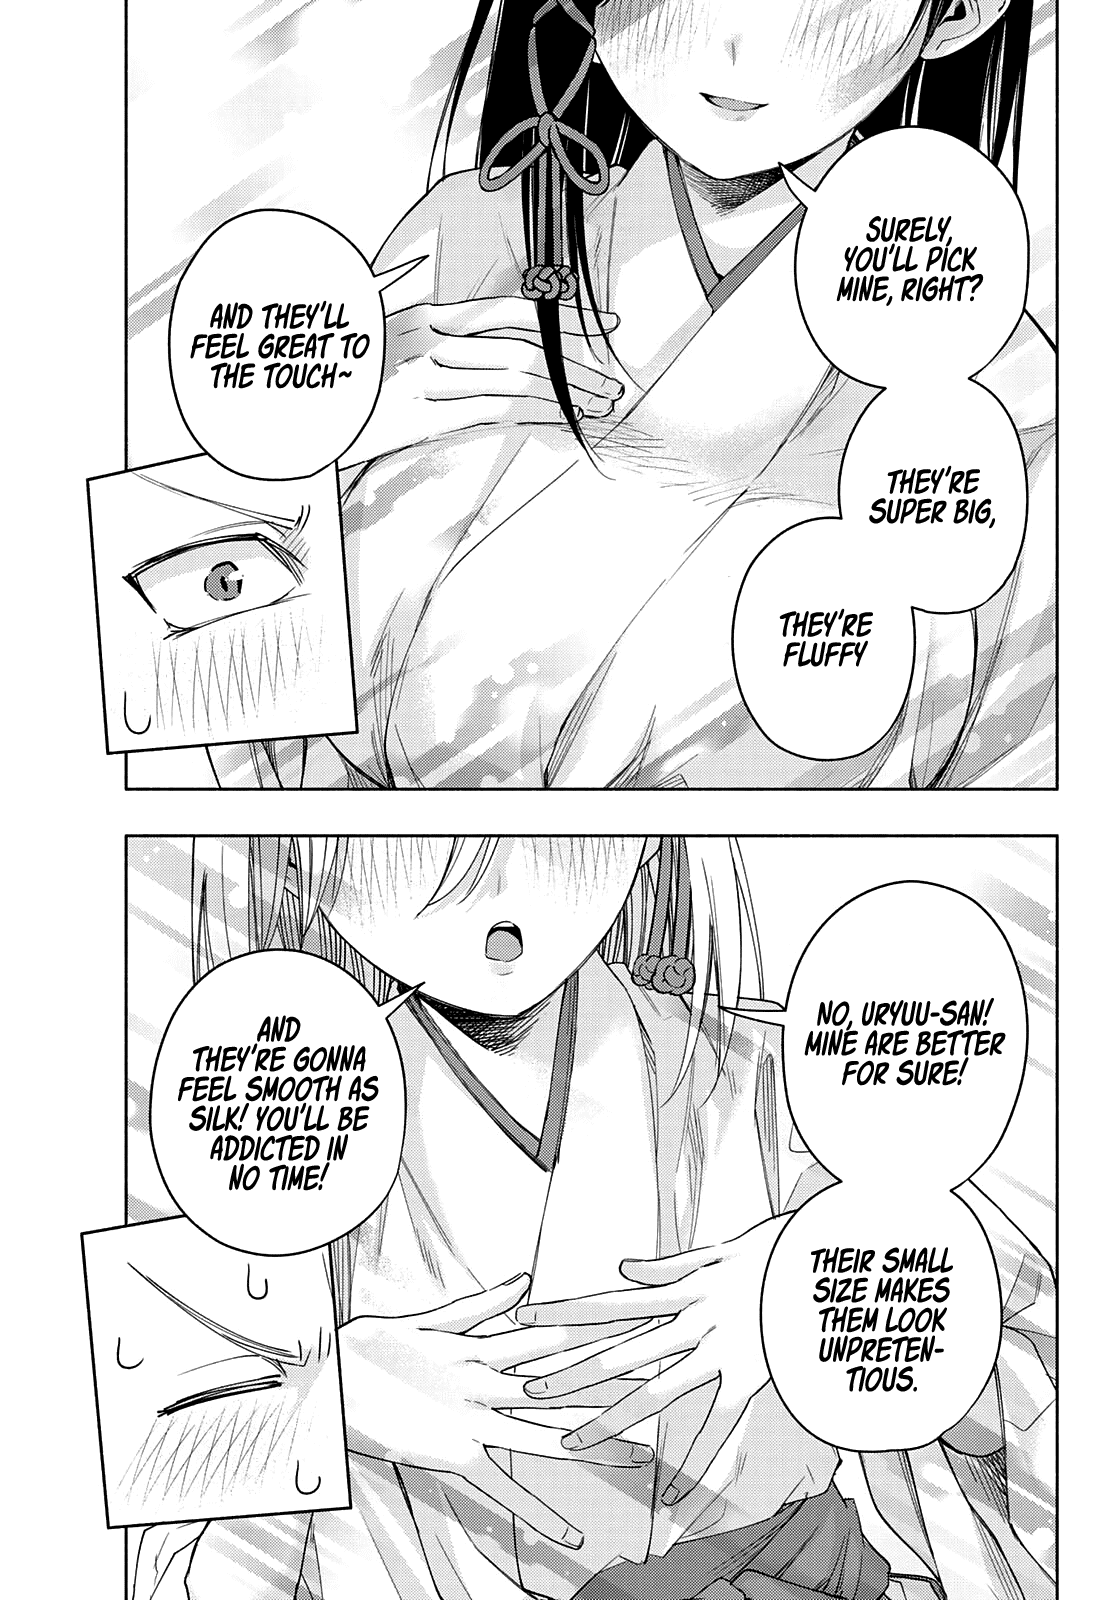 SURELY,
YOU'LL PICK
MINE, RIGHT?
THEY'RE
SUPER BIG,
THEY'RE
FLUFFY
AND THEY'LL
FEEL GREAT TO
THE TOUCH~
NO, URYUU-SAN!
MINE ARE BETTER
FOR SURE!
THEIR SMALL
SIZE MAKES
THEM LOOK
UNPRETEN-
TIOUS.
AND
THEY'RE GONNA
FEEL SMOOTH AS
SILK! YOU'LL BE
ADDICTED IN
NO TIME!